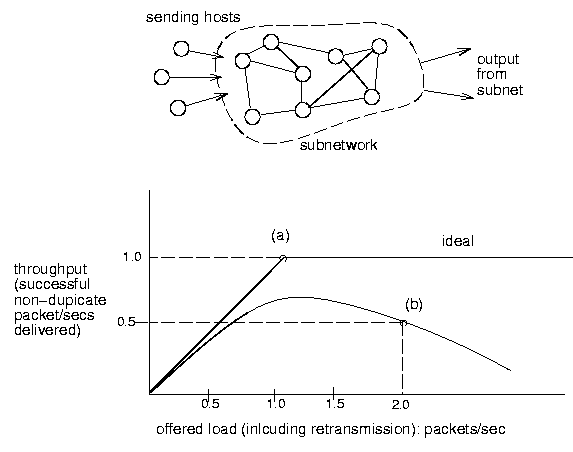 sending hosts
output
from
subnet
subnetwork
(a)
ideal
1.0
throughput
(successful
non-dupicate
packet/secs
delivered)
(b)
0.5
0.5
1.0
1.5
2.0
offered load (inlcuding retransmission): packets/sec